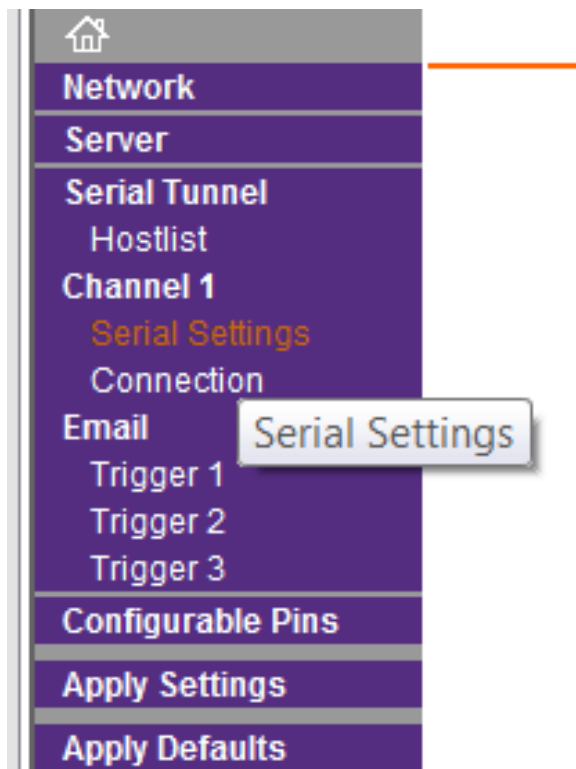 Network
Server
Serial Tunnel
Hostlist
Channel 1
Serial Settings
Connection
Email
Serial Settings
Trigger 1
Trigger 2
Trigger 3
Configurable Pins
Apply Settings
Apply Defaults